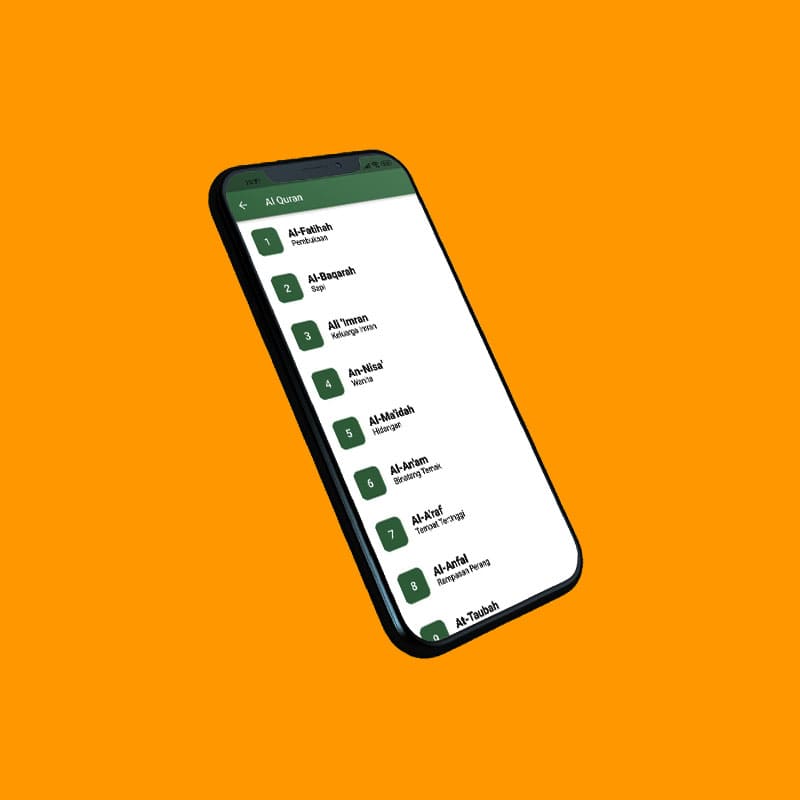 Al Quran
1
Al-Fatihah
Pembukaan
2
Al-Baqarah
Sapi
3
Ali 'Imran
Keluarga Imran
4
An-Nisa'
Wanita
5
Al-Ma'idah
Hidangan
6
Al-An'am
Binatang Ternak
7
Al-A'raf
Tempat Tertinggi
8
Al-Anfal
Rampasan Perang
9
At-Taubah